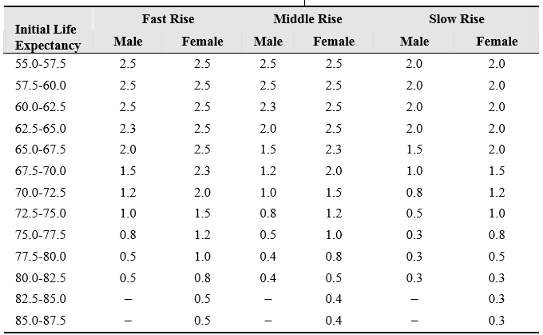 Fast Rise Middle Rise Slow Rise
Initial Life Expectancy Male Female Male Female Male Female
55.0-57.5 2.5 2.5 2.5 2.5 2.0 2.0
57.5-60.0 2.5 2.5 2.5 2.5 2.0 2.0
60.0-62.5 2.5 2.5 2.3 2.5 2.0 2.0
62.5-65.0 2.3 2.5 2.0 2.5 2.0 2.0
65.0-67.5 2.0 2.5 1.5 2.3 1.5 2.0
67.5-70.0 1.5 2.3 1.2 2.0 1.0 1.5
70.0-72.5 1.2 2.0 1.0 1.5 0.8 1.2
72.5-75.0 1.0 1.5 0.8 1.2 0.5 1.0
75.0-77.5 0.8 1.2 0.5 1.0 0.3 0.8
77.5-80.0 0.5 1.0 0.4 0.8 0.3 0.5
80.0-82.5 0.5 0.8 0.4 0.5 0.3 0.3
82.5-85.0 – 0.5 – 0.4 – 0.3
85.0-87.5 – 0.5 – 0.4 – 0.3